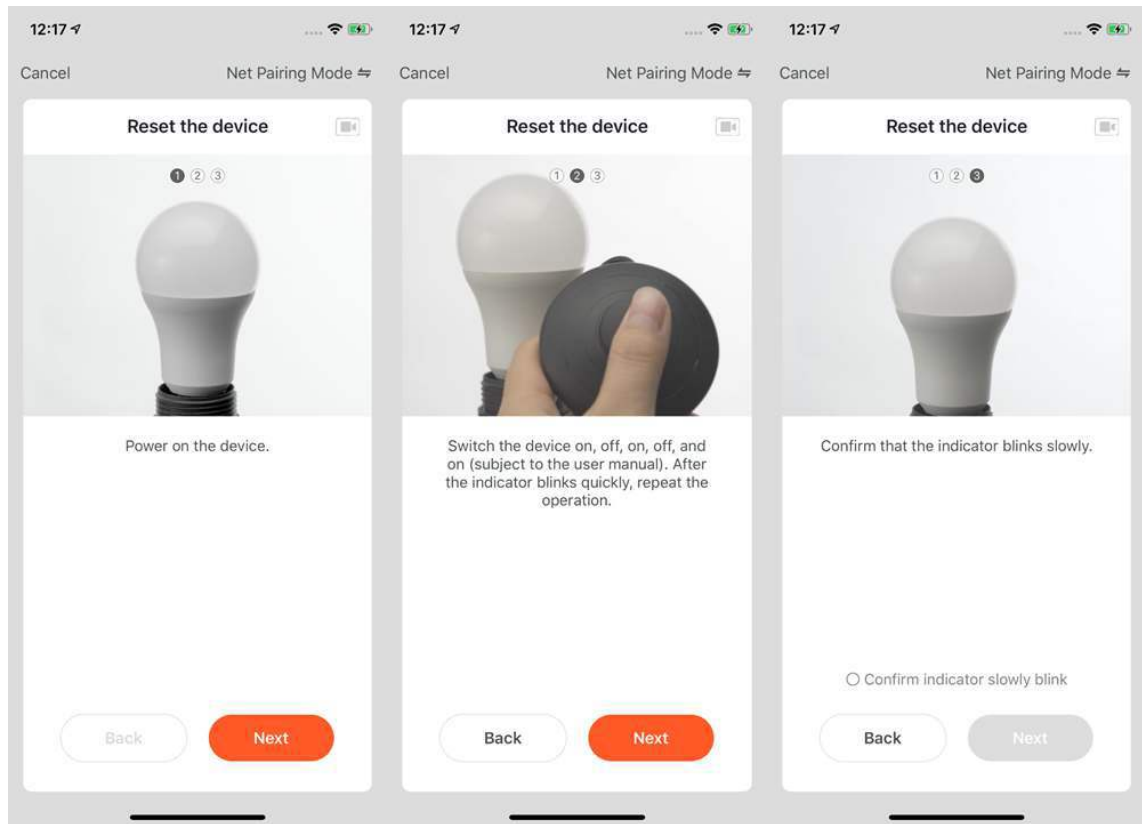 12:17
Cancel
Net Pairing Mode
Reset the device
1 2 3
Power on the device.
Back
Next
12:17
Cancel
Net Pairing Mode
Reset the device
1 2 3
Switch the device on, off, on, off, and
on (subject to the user manual). After
the indicator blinks quickly, repeat the
operation.
Back
Next
12:17
Cancel
Net Pairing Mode
Reset the device
1 2 3
Confirm that the indicator blinks slowly.
Confirm indicator slowly blink
Back
Next